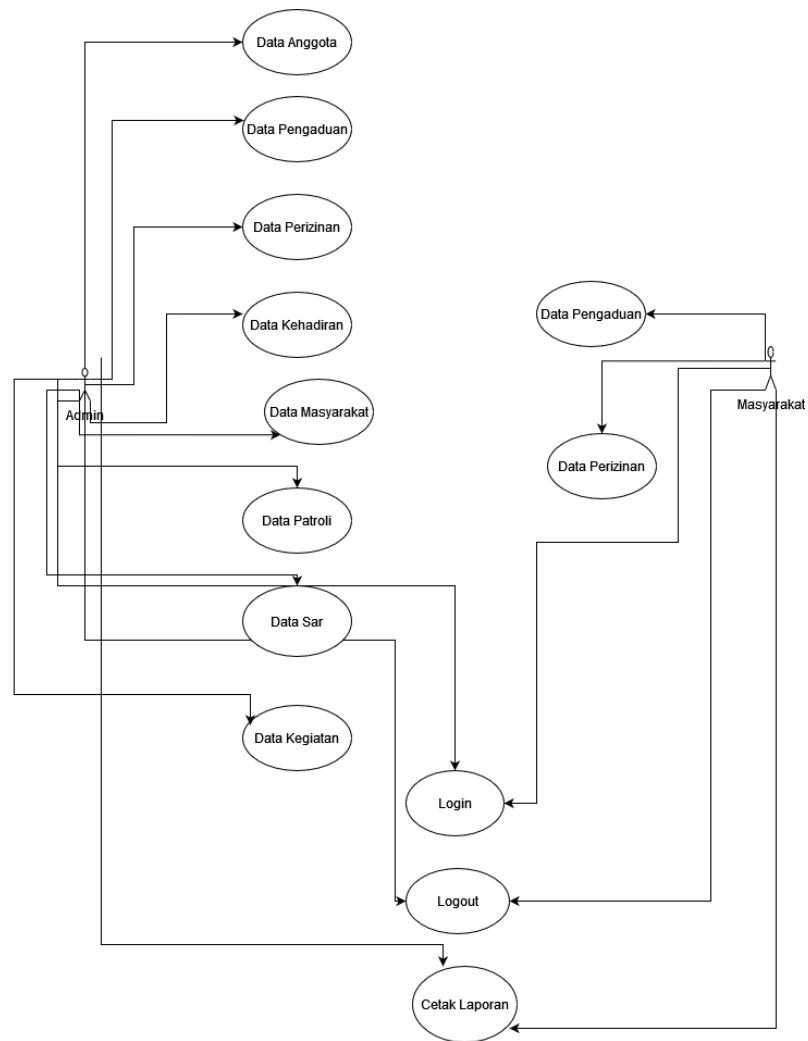 Data Anggota
Data Pengaduan
Data Perizinan
Data Pengaduan
Data Kehadiran
Admin
Data Masyarakat
Masyarakat
Data Perizinan
Data Patroli
Data Sar
Data Kegiatan
Login
Logout
Cetak Laporan